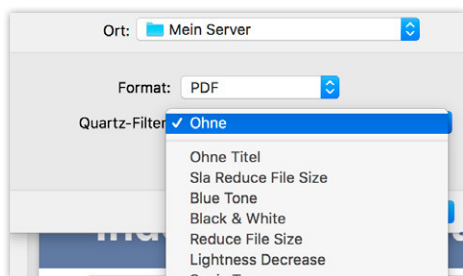 Ort: Mein Server
Format: PDF
Quartz-Filter ✓ Ohne
Ohne Titel
Sla Reduce File Size
Blue Tone
Black & White
Reduce File Size
Lightness Decrease